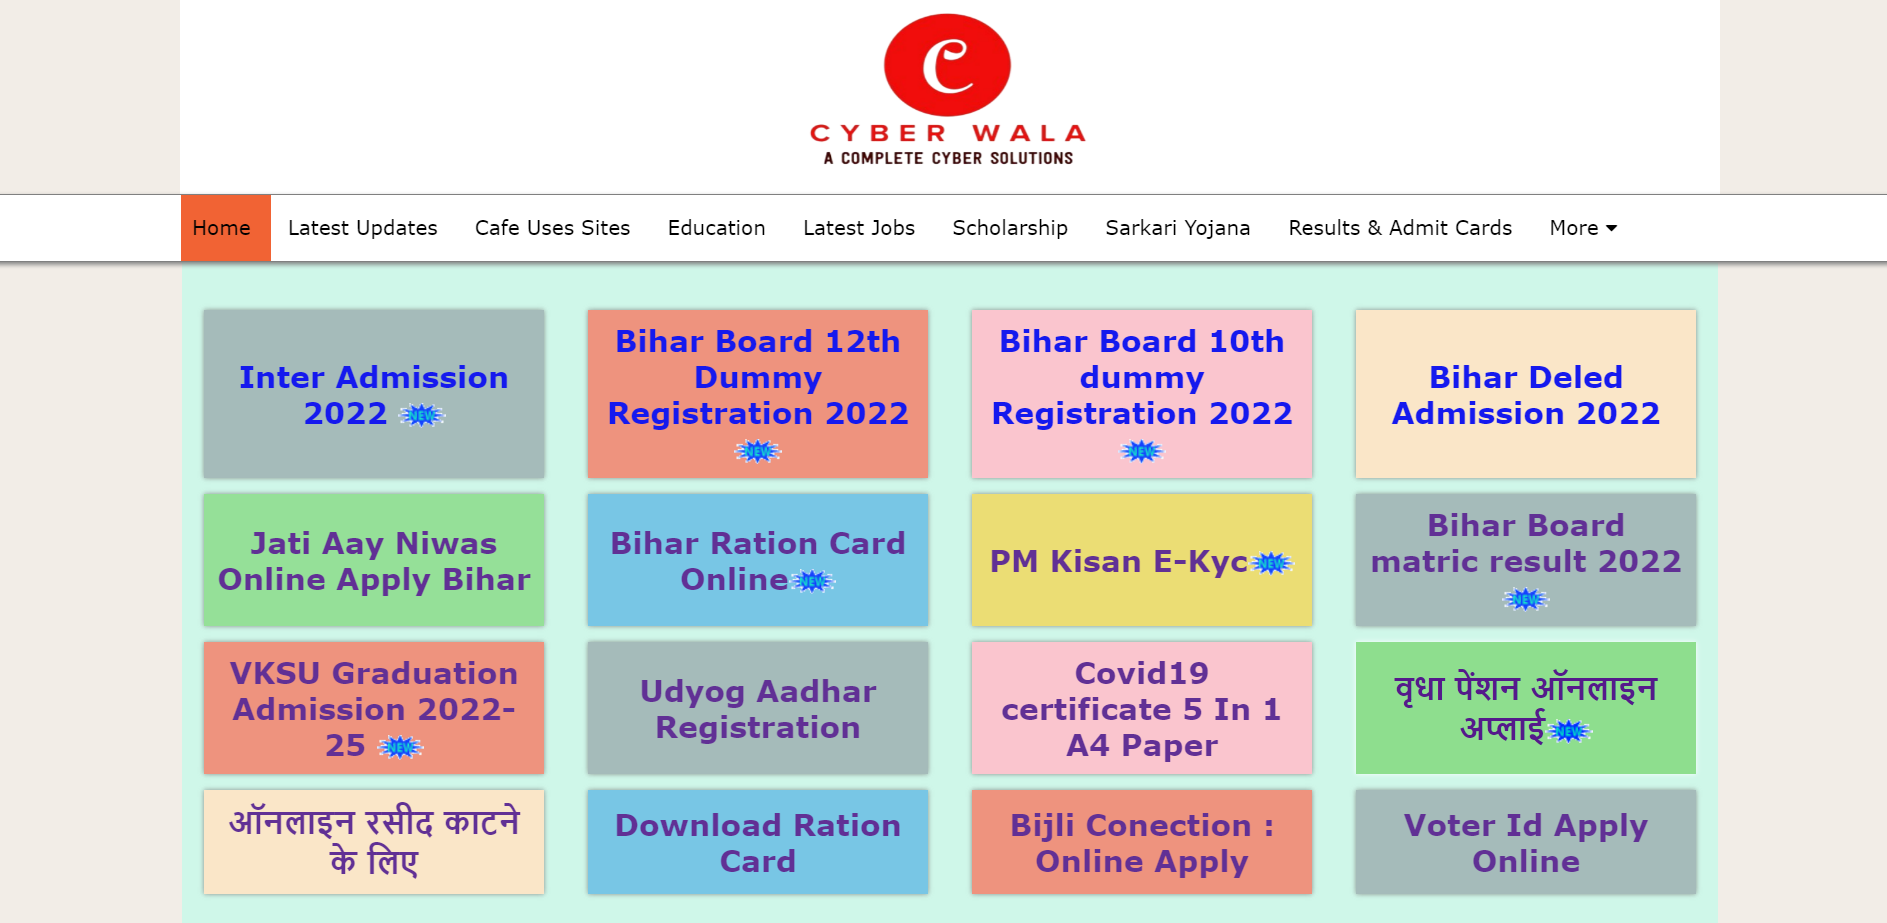 C
CYBER WALA
A COMPLETE CYBER SOLUTIONS
Home Latest Updates Cafe Uses Sites Education Latest Jobs Scholarship Sarkari Yojana Results & Admit Cards More
Inter Admission
2022 NEW
Bihar Board 12th
Dummy
Registration 2022
NEW
Bihar Board 10th
dummy
Registration 2022
NEW
Bihar Deled
Admission 2022
Jati Aay Niwas
Online Apply Bihar
Bihar Ration Card
Online NEW
PM Kisan E-Kyc NEW
Bihar Board
matric result 2022
NEW
VKSU Graduation
Admission 2022-
25 NEW
Udyog Aadhar
Registration
Covid19
certificate 5 In 1
A4 Paper
वृधा पेंशन ऑनलाइन
अप्लाई NEW
ऑनलाइन रसीद काटने
के लिए
Download Ration
Card
Bijli Conection :
Online Apply
Voter Id Apply
Online